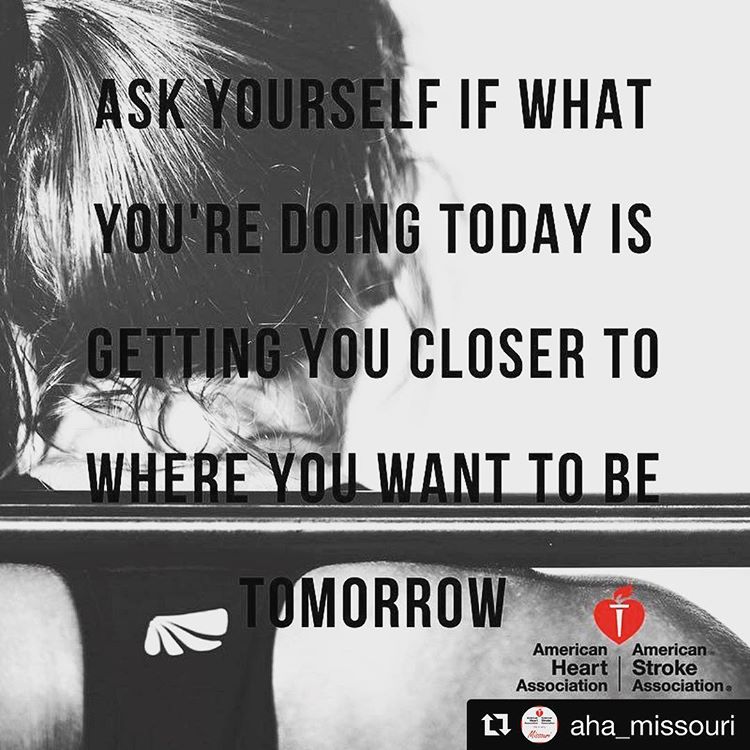 ASK YOURSELF IF WHAT
YOU'RE DOING TODAY IS
GETTING YOU CLOSER TO
WHERE YOU WANT TO BE
TOMORROW
American Heart Association
American Stroke Association®
Missouri
aha_missouri